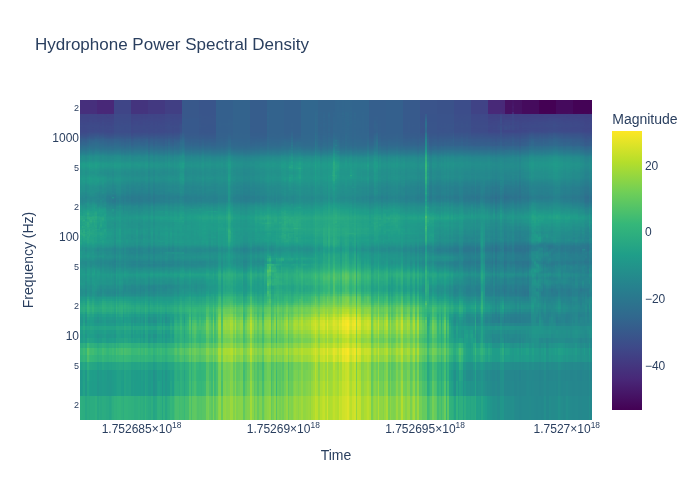 Hydrophone Power Spectral Density
Magnitude
2
1000
5
2
100
5
2
10
5
2
20
0
−20
−40
Frequency (Hz)
1.752685×10¹⁸ 1.75269×10¹⁸ 1.752695×10¹⁸ 1.7527×10¹⁸
Time